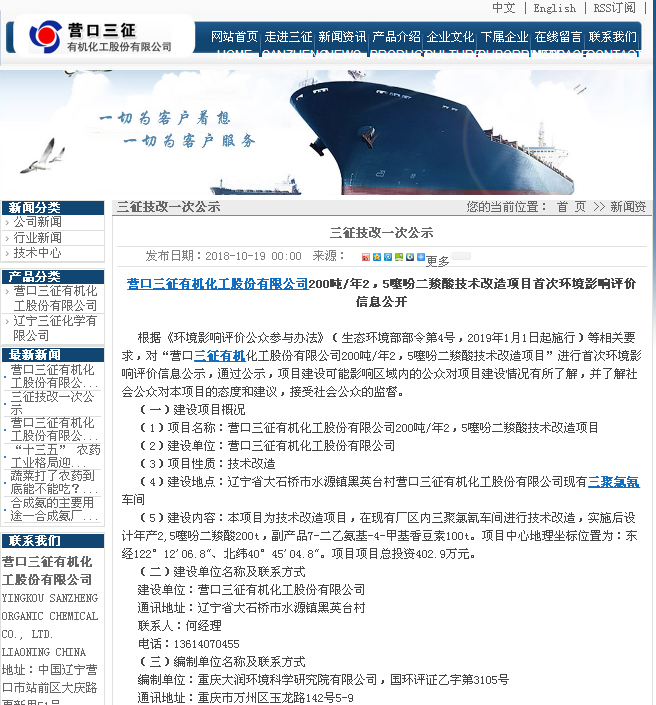 中文 | English | RSS订阅 |
营口三征
有机化工股份有限公司
网站首页 走进三征 新闻资讯 产品介绍 企业文化 下属企业 在线留言 联系我们
一切为客户着想
一切为客户服务
新闻分类
公司新闻
行业新闻
技术中心
产品分类
营口三征有机化
工股份有限公司
辽宁三征化学有
限公司
最新新闻
营口三征有机化
工股份有限公...
三征技改一次公
示
营口三征有机化
工股份有限公...
“十三五” 农药
工业格局迎...
蔬菜打了农药到
底能不能吃？...
合成氨的主要用
途—合成氨厂...
联系我们
营口三征有机化
工股份有限公司
YINGKOU SANZHENG
ORGANIC CHEMICAL
CO., LTD.
LIAONING CHINA
地址：中国辽宁营
口市站前区大庆路
三征技改一次公示
您的当前位置： 首 页 >> 新闻资
三征技改一次公示
发布日期：2018-10-19 00:00 来源： 更多
营口三征有机化工股份有限公司200吨/年2，5噻吩二羧酸技术改造项目首次环境影响评价
信息公开
根据《环境影响评价公众参与办法》（生态环境部部令第4号，2019年1月1日起施行）等相关要
求，对“营口三征有机化工股份有限公司200吨/年2，5噻吩二羧酸技术改造项目”进行首次环境影
响评价信息公示，通过公示，项目建设可能影响区域内的公众对项目建设情况有所了解，并了解社
会公众对本项目的态度和建议，接受社会公众的监督。
（一）建设项目概况
（1）项目名称：营口三征有机化工股份有限公司200吨/年2，5噻吩二羧酸技术改造项目
（2）建设单位：营口三征有机化工股份有限公司
（3）项目性质：技术改造
（4）建设地点：辽宁省大石桥市水源镇黑英台村营口三征有机化工股份有限公司现有三聚氯氰
车间
（5）建设内容：本项目为技术改造项目，在现有厂区内三聚氯氰车间进行技术改造，实施后设
计年产2,5噻吩二羧酸200t，副产品7-二乙氨基-4-甲基香豆素100t。项目中心地理坐标位置为：东
经122°12′06.8″、北纬40°45′04.8″。项目项目总投资402.9万元。
（二）建设单位名称及联系方式
建设单位：营口三征有机化工股份有限公司
通讯地址：辽宁省大石桥市水源镇黑英台村
联系人：何经理
电话：13614070455
（三）编制单位名称及联系方式
编制单位：重庆大润环境科学研究院有限公司，国环评证乙字第3105号
通讯地址：重庆市万州区玉龙路142号5-9